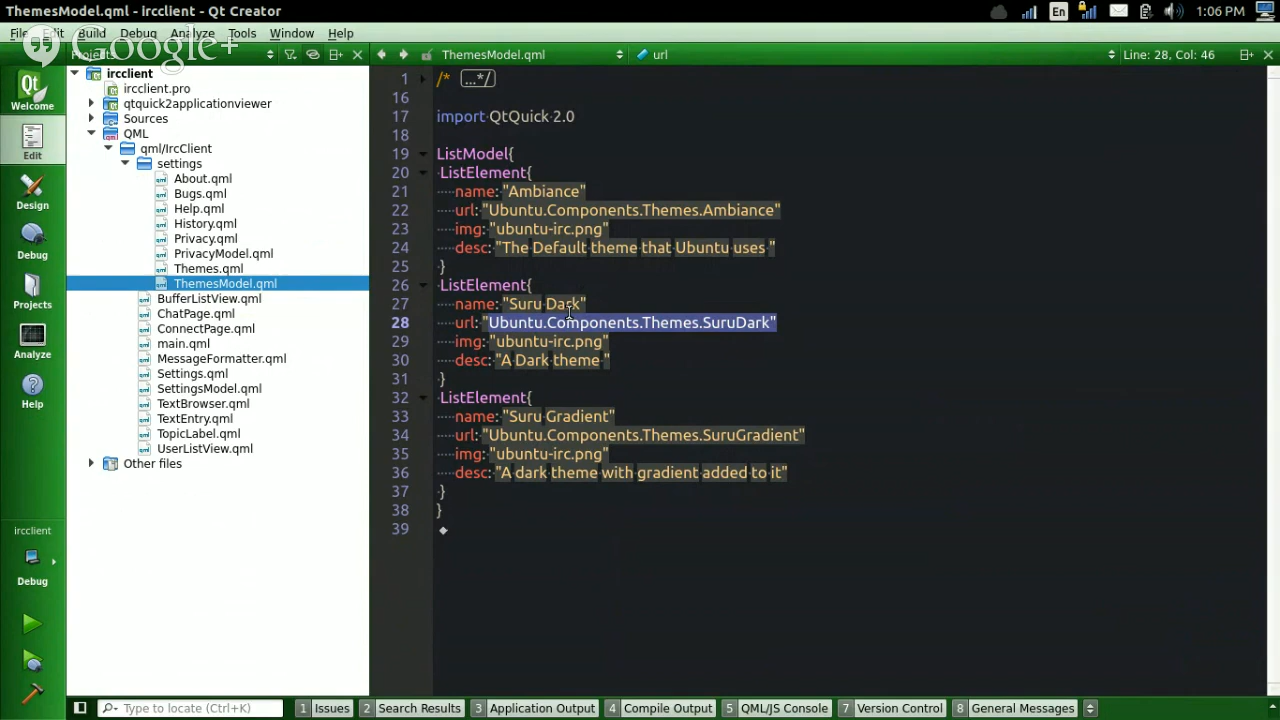 ThemesModel.qml - ircclient - Qt Creator
En
1:06 PM
File Edit Build Debug Analyze Tools Window Help
Google+
Projects
ThemesModel.qml
url
Line: 28, Col: 46
Welcome
Edit
Design
Debug
Projects
Analyze
Help
ircclient
Debug
ircclient
ircclient.pro
qtquick2applicationviewer
Sources
QML
qml/IrcClient
settings
About.qml
Bugs.qml
Help.qml
History.qml
Privacy.qml
PrivacyModel.qml
Themes.qml
ThemesModel.qml
BufferListView.qml
ChatPage.qml
ConnectPage.qml
main.qml
MessageFormatter.qml
Settings.qml
SettingsModel.qml
TextBrowser.qml
TextEntry.qml
TopicLabel.qml
UserListView.qml
Other files
1 /* ...*/
16
17 import QtQuick 2.0
18
19 ListModel{
20 ListElement{
21 name: "Ambiance"
22 url: "Ubuntu.Components.Themes.Ambiance"
23 img: "ubuntu-irc.png"
24 desc: "The Default theme that Ubuntu uses "
25 }
26 ListElement{
27 name: "Suru Dark"
28 url: "Ubuntu.Components.Themes.SuruDark"
29 img: "ubuntu-irc.png"
30 desc: "A Dark theme "
31 }
32 ListElement{
33 name: "Suru Gradient"
34 url: "Ubuntu.Components.Themes.SuruGradient"
35 img: "ubuntu-irc.png"
36 desc: "A dark theme with gradient added to it"
37 }
38 }
39
Type to locate (Ctrl+K)
1 Issues 2 Search Results 3 Application Output 4 Compile Output 5 QML/JS Console 7 Version Control 8 General Messages